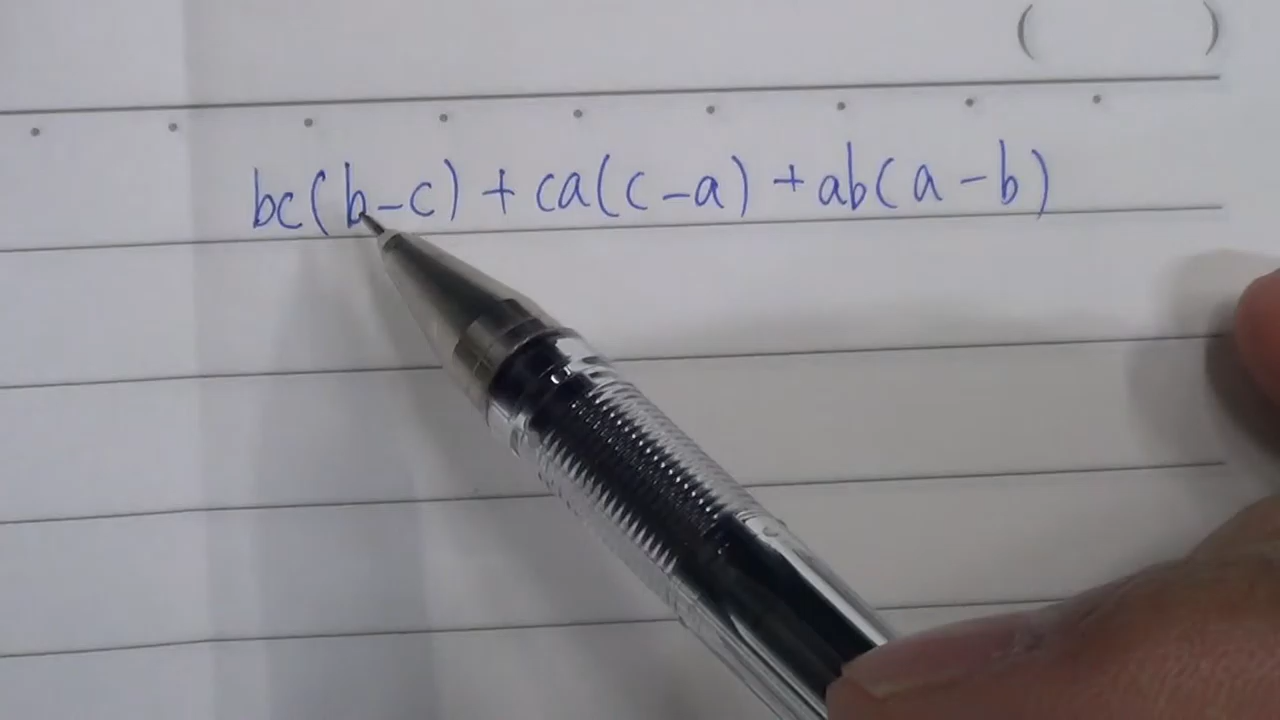 ( )
bc(b-c) + ca(c-a) + ab(a-b)